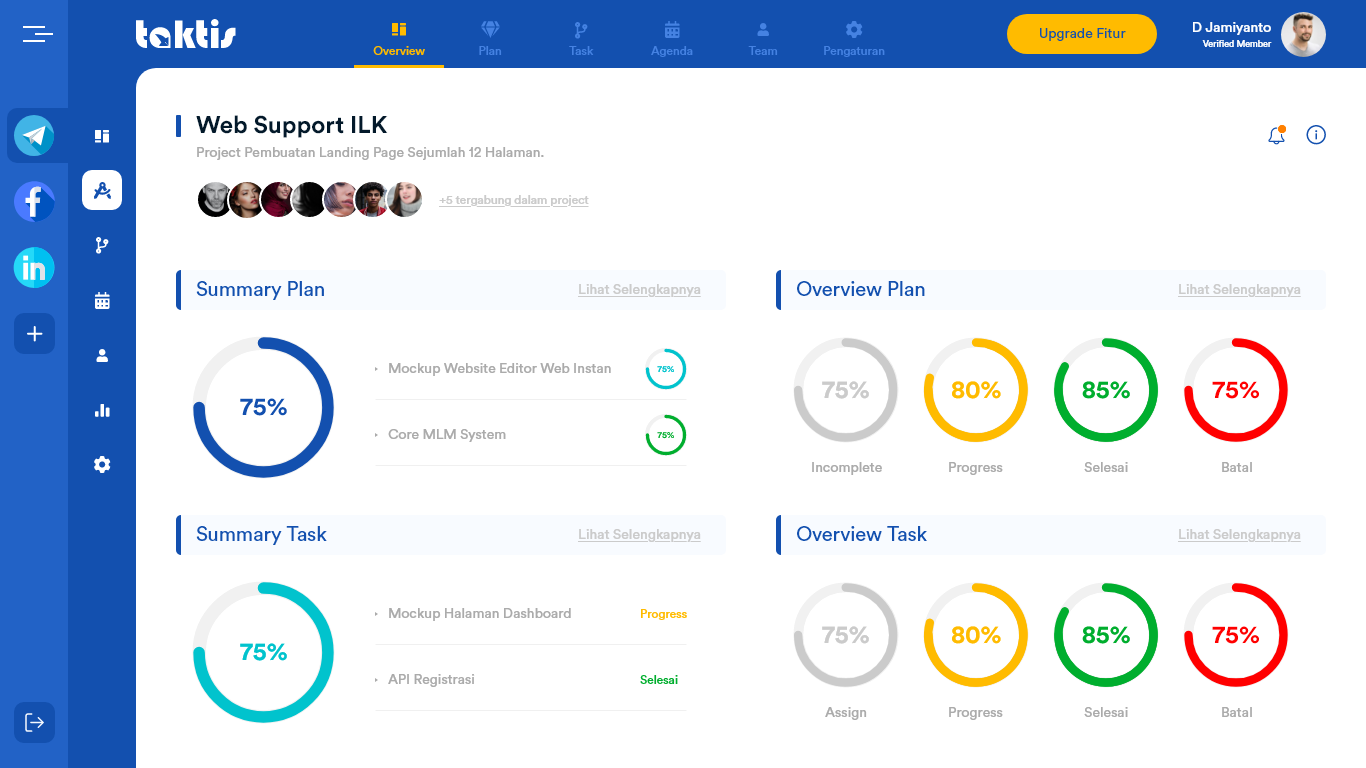 taktis
Overview
Plan
Task
Agenda
Team
Pengaturan
Upgrade Fitur
D Jamiyanto
Verified Member
Web Support ILK
Project Pembuatan Landing Page Sejumlah 12 Halaman.
+5 tergabung dalam project
Summary Plan
Lihat Selengkapnya
75%
Mockup Website Editor Web Instan
75%
Core MLM System
75%
Overview Plan
Lihat Selengkapnya
75%
80%
85%
75%
Incomplete
Progress
Selesai
Batal
Summary Task
Lihat Selengkapnya
75%
Mockup Halaman Dashboard
Progress
API Registrasi
Selesai
Overview Task
Lihat Selengkapnya
75%
80%
85%
75%
Assign
Progress
Selesai
Batal
f
in